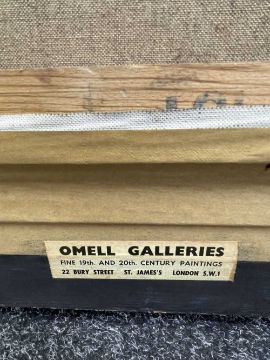 OMELL GALLERIES
FINE 19th. AND 20th. CENTURY PAINTINGS
22 BURY STREET ST. JAMES'S LONDON S.W.1